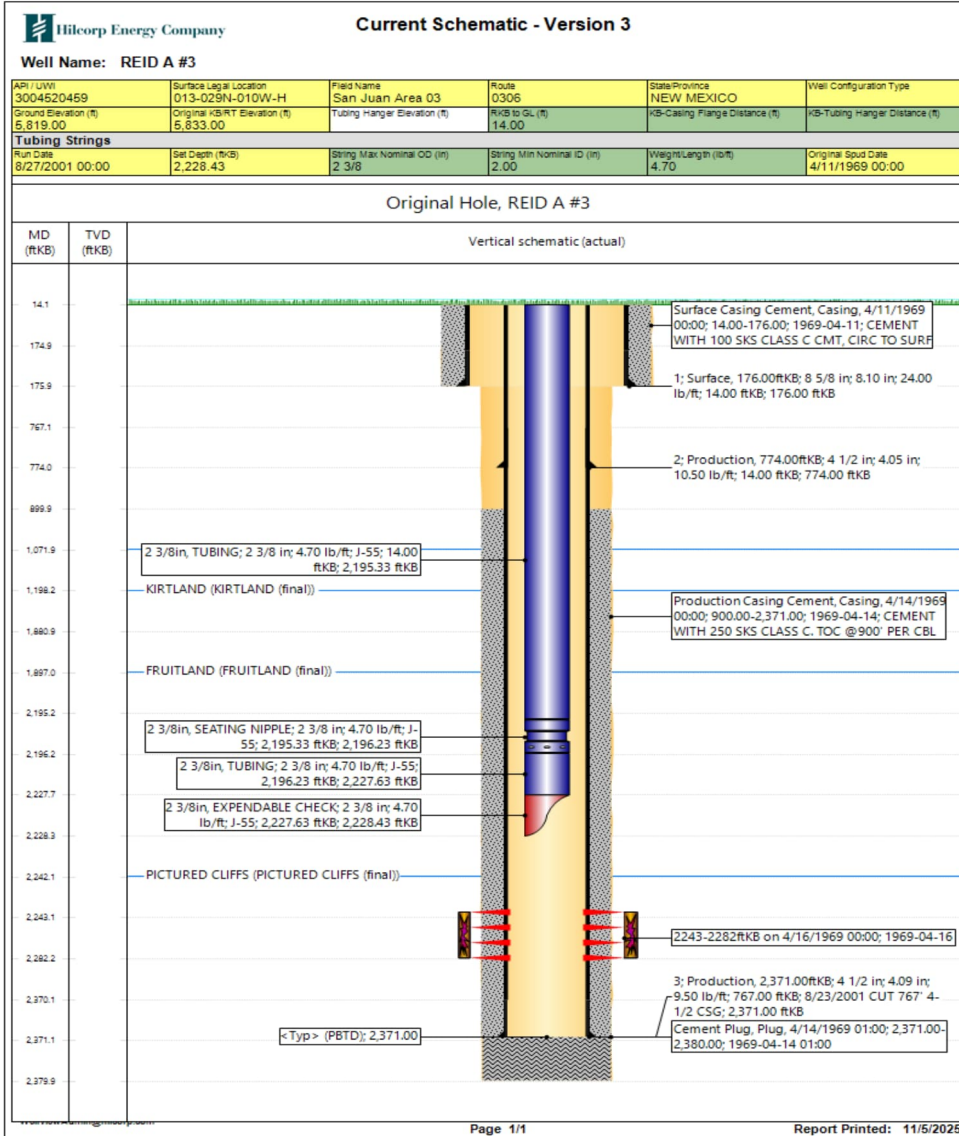 Hilcorp Energy Company
Current Schematic - Version 3
Well Name: REID A #3
API / UWI
3004520459
Surface Legal Location
013-029N-010W-H
Field Name
San Juan Area 03
Route
0306
State/Province
NEW MEXICO
Well Configuration Type
Ground Elevation (ft)
5,819.00
Original KB/RT Elevation (ft)
5,833.00
Tubing Hanger Elevation (ft)
RKB to GL (ft)
14.00
KB-Casing Flange Distance (ft)
KB-Tubing Hanger Distance (ft)
Tubing Strings
Run Date
8/27/2001 00:00
Set Depth (ftKB)
2,228.43
String Max Nominal OD (in)
2 3/8
String Min Nominal ID (in)
2.00
Weight/Length (lb/ft)
4.70
Original Spud Date
4/11/1969 00:00
Original Hole, REID A #3
MD
(ftKB)
TVD
(ftKB)
Vertical schematic (actual)
14.1
Surface Casing Cement, Casing, 4/11/1969
00:00; 14.00-176.00; 1969-04-11; CEMENT
WITH 100 SKS CLASS C CMT, CIRC TO SURF
174.9
175.9
1; Surface, 176.00ftKB; 8 5/8 in; 8.10 in; 24.00
lb/ft; 14.00 ftKB; 176.00 ftKB
767.1
774.0
2; Production, 774.00ftKB; 4 1/2 in; 4.05 in;
10.50 lb/ft; 14.00 ftKB; 774.00 ftKB
899.9
1,071.9
2 3/8in, TUBING; 2 3/8 in; 4.70 lb/ft; J-55; 14.00
ftKB; 2,195.33 ftKB
1,198.2
KIRTLAND (KIRTLAND (final))
Production Casing Cement, Casing, 4/14/1969
00:00; 900.00-2,371.00; 1969-04-14; CEMENT
WITH 250 SKS CLASS C. TOC @900' PER CBL
1,880.9
1,897.0
FRUITLAND (FRUITLAND (final))
2,195.2
2 3/8in, SEATING NIPPLE; 2 3/8 in; 4.70 lb/ft; J-
55; 2,195.33 ftKB; 2,196.23 ftKB
2,196.2
2 3/8in, TUBING; 2 3/8 in; 4.70 lb/ft; J-55;
2,196.23 ftKB; 2,227.63 ftKB
2,227.7
2 3/8in, EXPENDABLE CHECK; 2 3/8 in; 4.70
lb/ft; J-55; 2,227.63 ftKB; 2,228.43 ftKB
2,228.3
2,242.1
PICTURED CLIFFS (PICTURED CLIFFS (final))
2,243.1
2243-2282ftKB on 4/16/1969 00:00; 1969-04-16
2,282.2
2,370.1
3; Production, 2,371.00ftKB; 4 1/2 in; 4.09 in;
9.50 lb/ft; 767.00 ftKB; 8/23/2001 CUT 767' 4-
1/2 CSG; 2,371.00 ftKB
2,371.1
<Typ> (PBTD); 2,371.00
Cement Plug, Plug, 4/14/1969 01:00; 2,371.00-
2,380.00; 1969-04-14 01:00
2,379.9
Page 1/1
Report Printed: 11/5/2025